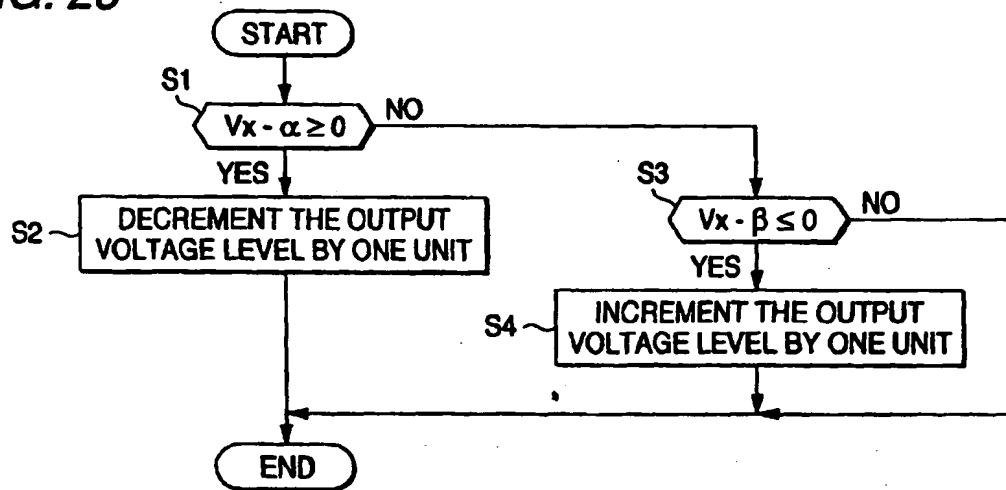 START
S1
Vx - α ≥ 0
NO
YES
S3
Vx - β ≤ 0
NO
S2
DECREMENT THE OUTPUT
VOLTAGE LEVEL BY ONE UNIT
YES
S4
INCREMENT THE OUTPUT
VOLTAGE LEVEL BY ONE UNIT
END